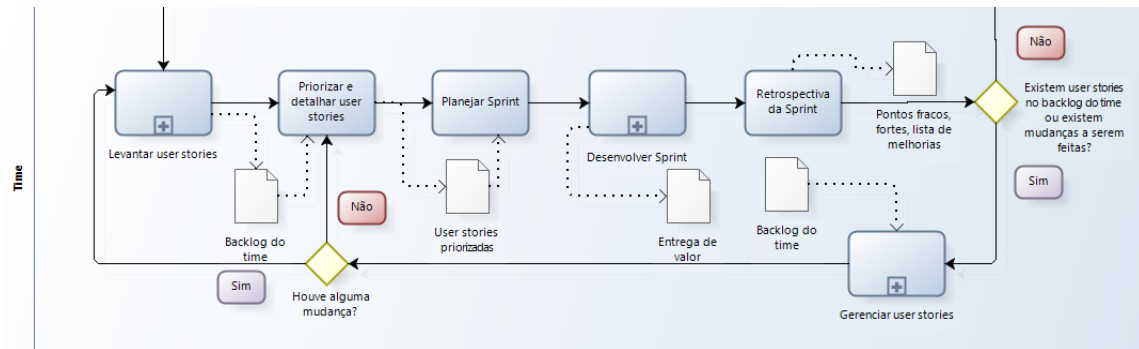 Time
Levantar user stories
Backlog do
time
Priorizar e
detalhar user
stories
Não
Sim
Houve alguma
mudança?
Planejar Sprint
User stories
priorizadas
Desenvolver Sprint
Entrega de
valor
Retrospectiva
da Sprint
Pontos fracos,
fortes, lista de
melhorias
Backlog do
time
Gerenciar user stories
Não
Existem user stories
no backlog do time
ou existem
mudanças a serem
feitas?
Sim